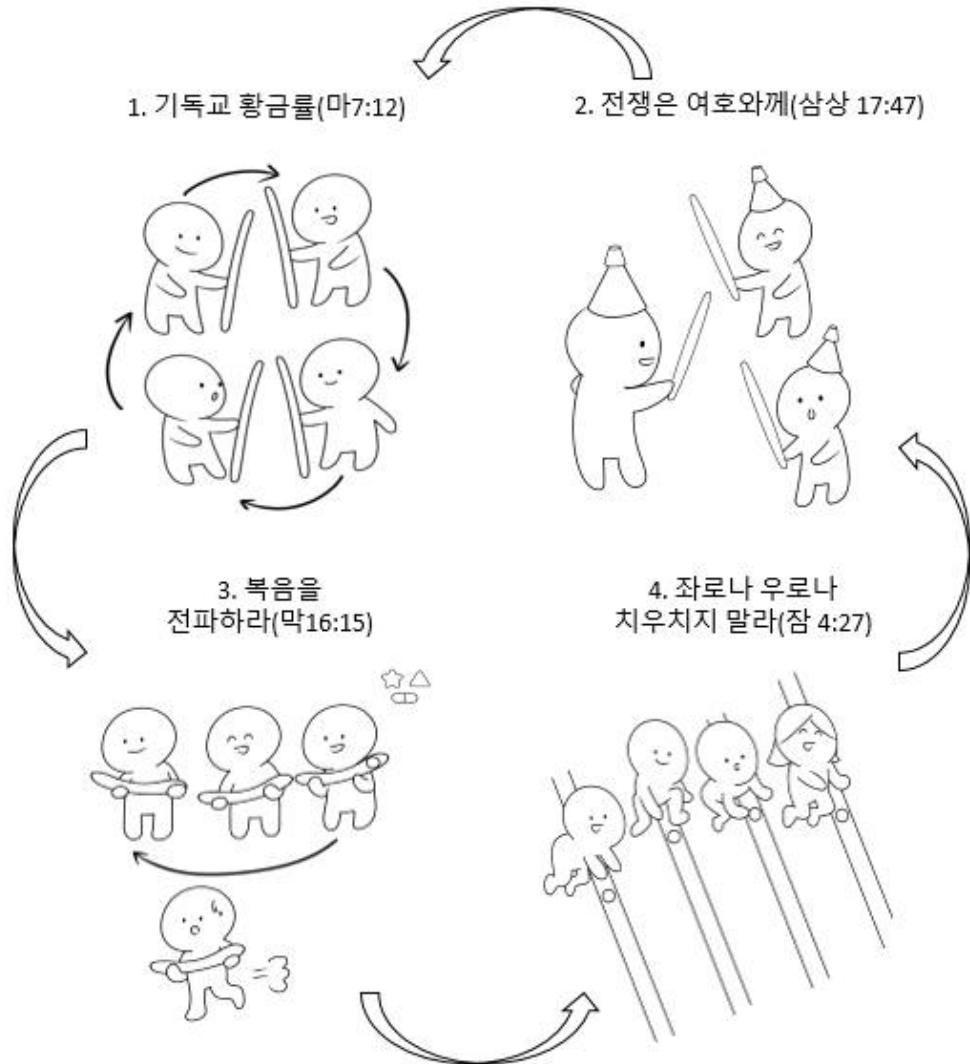 1. 기독교 황금률(마7:12)
2. 전쟁은 여호와께(삼상 17:47)
3. 복음을
전파하라(막16:15)
4. 좌로나 우로나
치우치지 말라(잠 4:27)